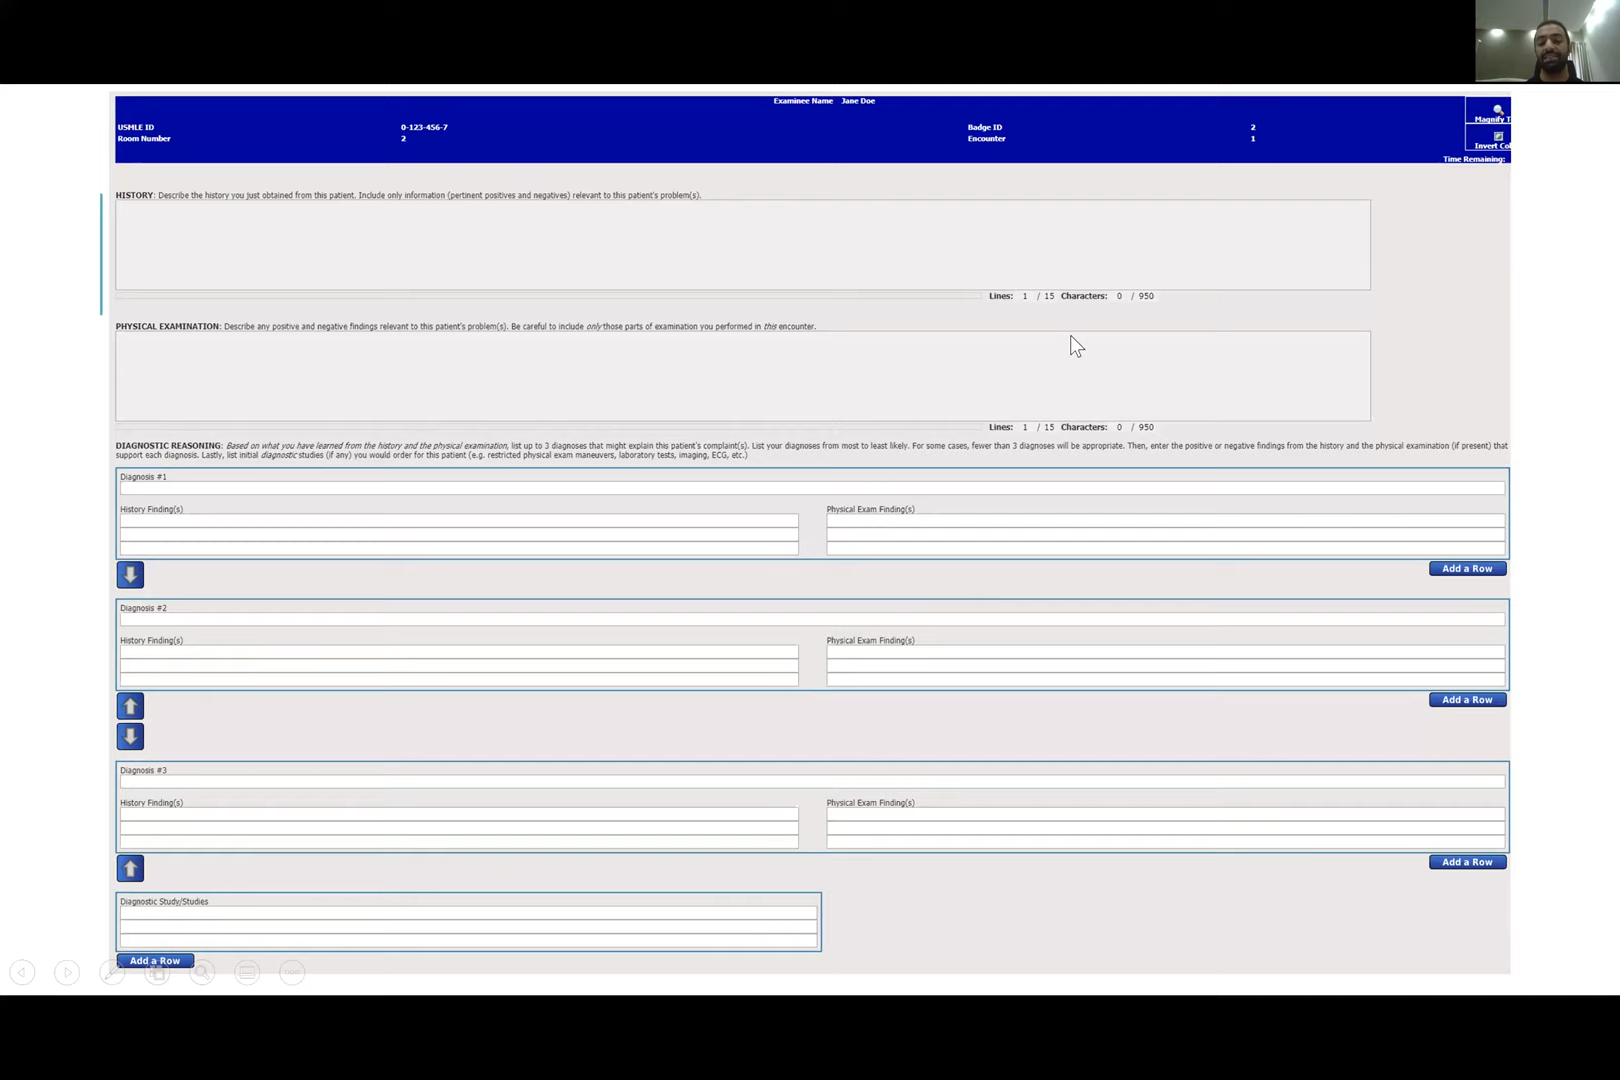 Examinee Name Jane Doe
USMLE ID 0-123-456-7 Badge ID 2
Room Number 2 Encounter 1
Magnify T
Invert Col
Time Remaining:
HISTORY: Describe the history you just obtained from this patient. Include only information (pertinent positives and negatives) relevant to this patient's problem(s).
Lines: 1 / 15 Characters: 0 / 950
PHYSICAL EXAMINATION: Describe any positive and negative findings relevant to this patient's problem(s). Be careful to include only those parts of examination you performed in this encounter.
Lines: 1 / 15 Characters: 0 / 950
DIAGNOSTIC REASONING: Based on what you have learned from the history and the physical examination, list up to 3 diagnoses that might explain this patient's complaint(s). List your diagnoses from most to least likely. For some cases, fewer than 3 diagnoses will be appropriate. Then, enter the positive or negative findings from the history and the physical examination (if present) that
support each diagnosis. Lastly, list initial diagnostic studies (if any) you would order for this patient (e.g. restricted physical exam maneuvers, laboratory tests, imaging, ECG, etc.)
Diagnosis #1
History Finding(s) Physical Exam Finding(s)
Add a Row
Diagnosis #2
History Finding(s) Physical Exam Finding(s)
Add a Row
Diagnosis #3
History Finding(s) Physical Exam Finding(s)
Add a Row
Diagnostic Study/Studies
Add a Row